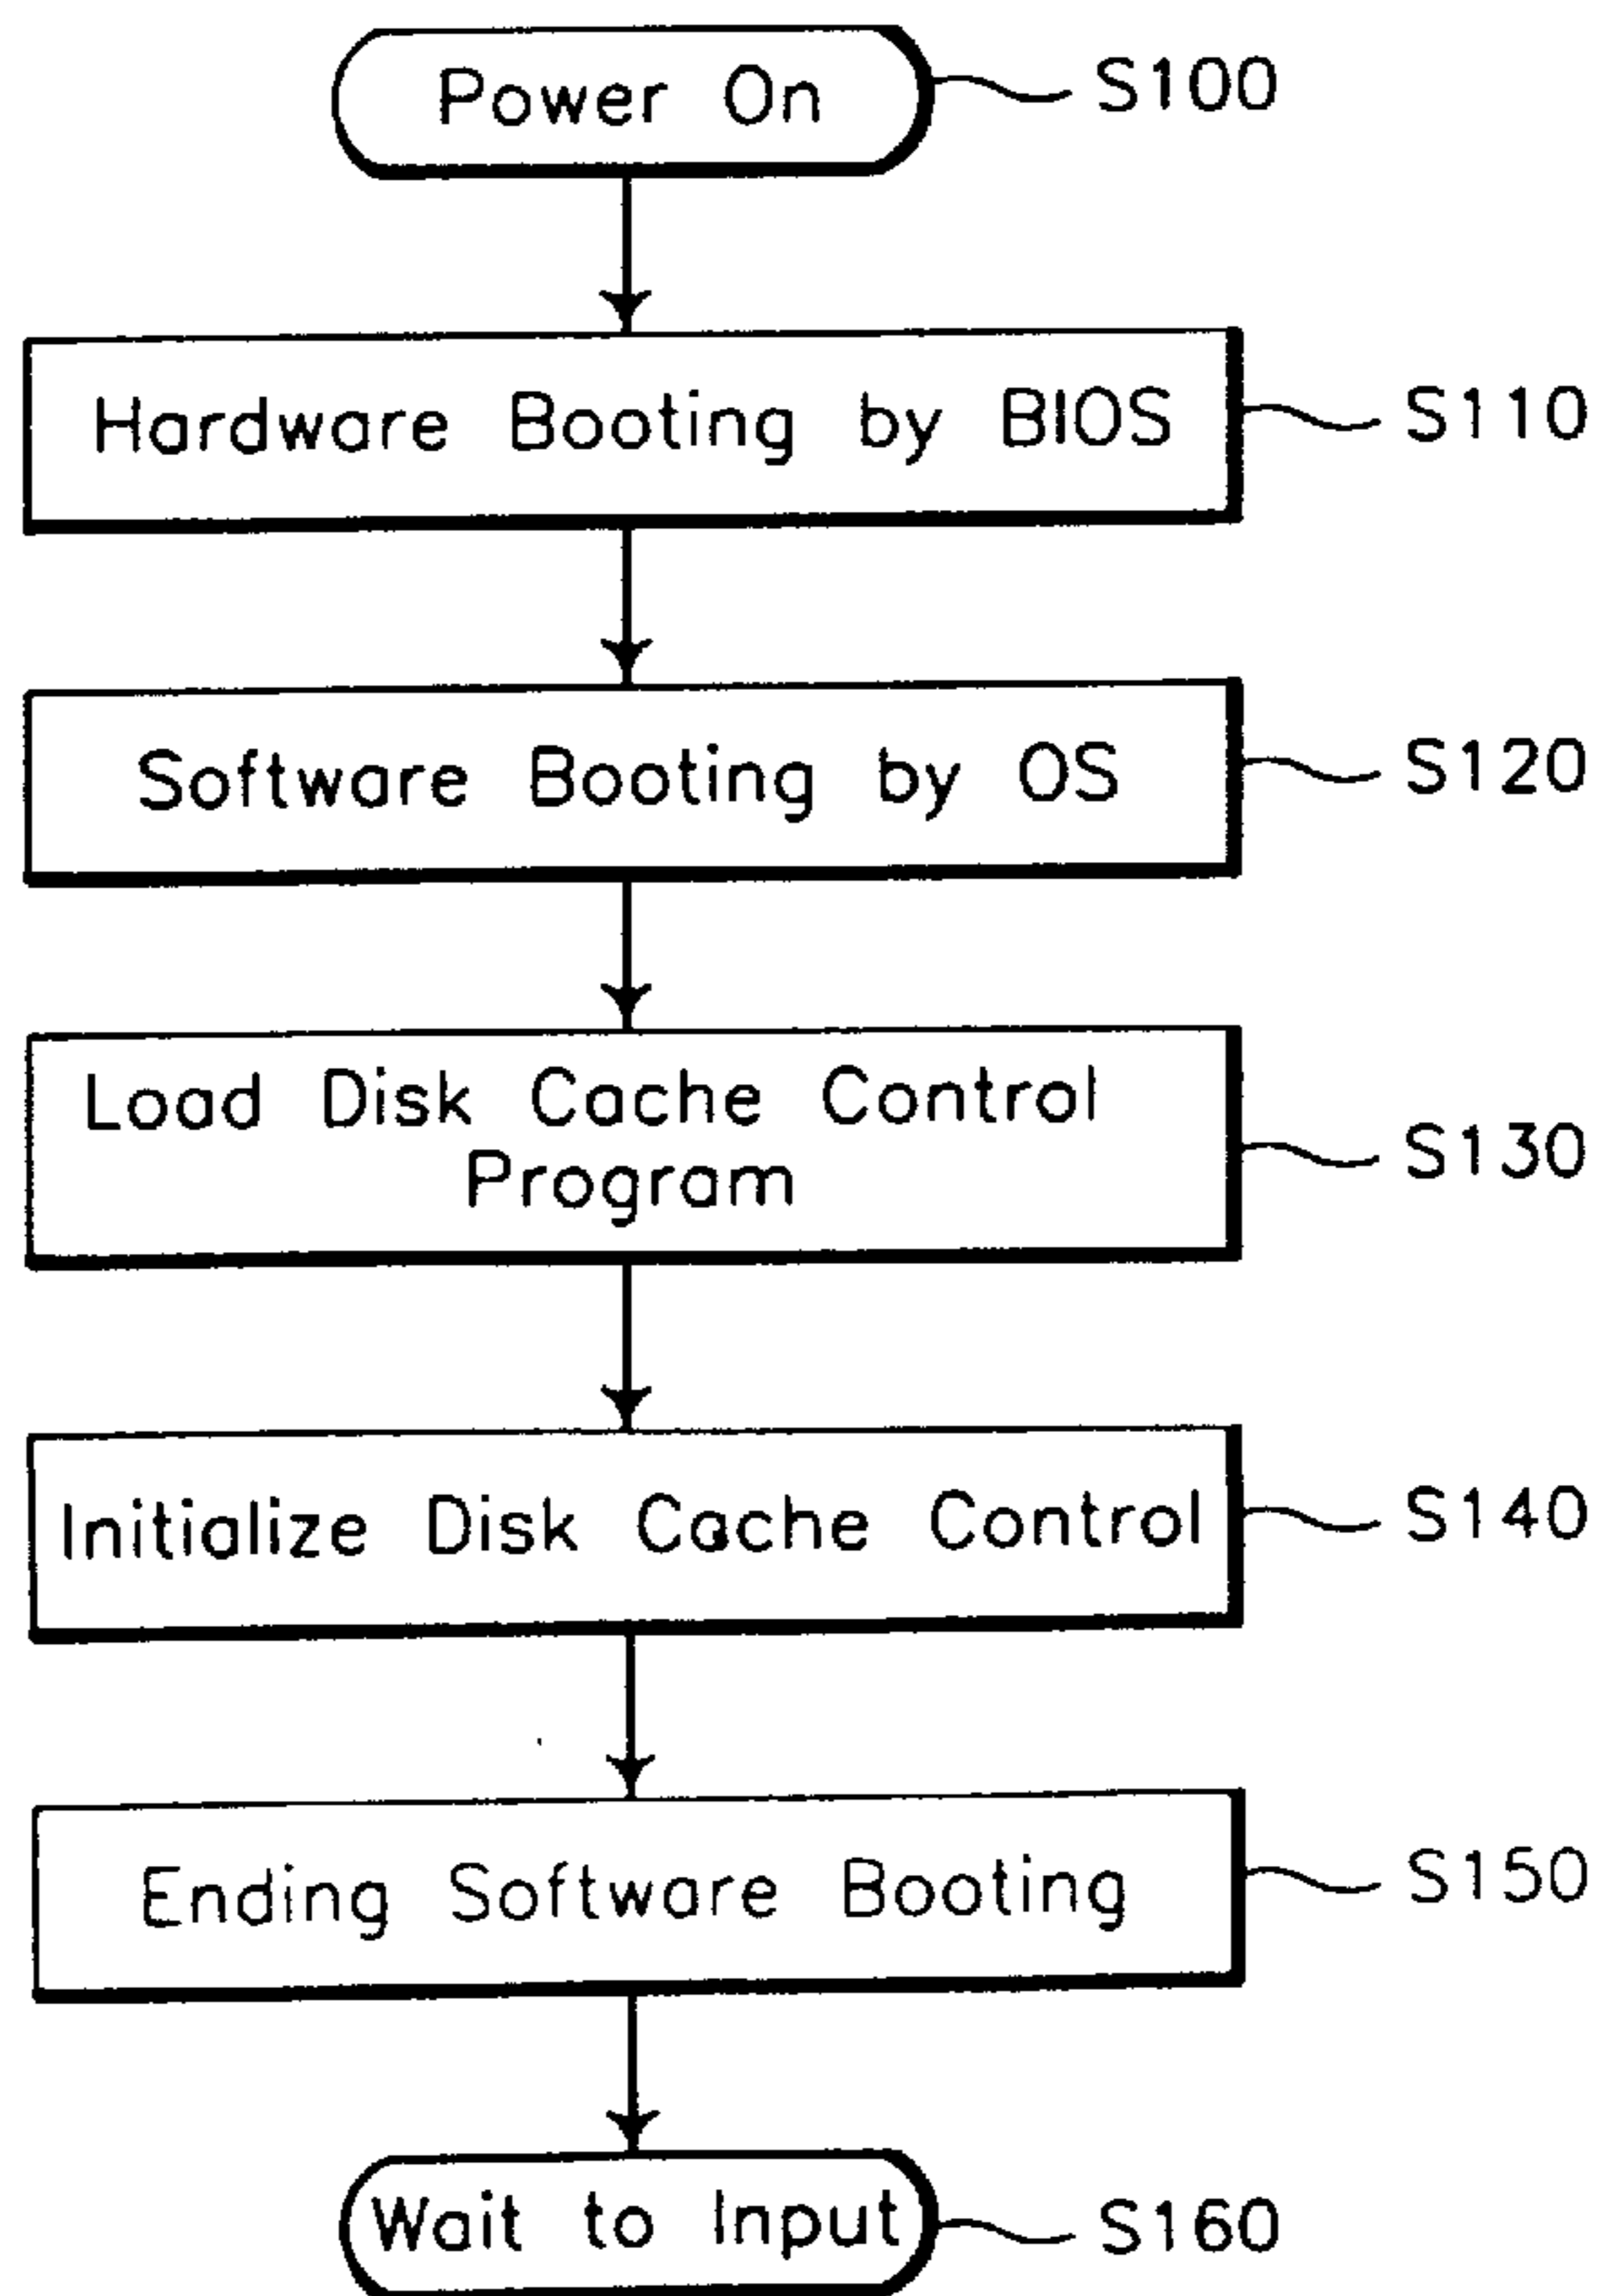 Power On
S100
Hardware Booting by BIOS
S110
Software Booting by OS
S120
Load Disk Cache Control
Program
S130
Initialize Disk Cache Control
S140
Ending Software Booting
S150
Wait to Input
S160